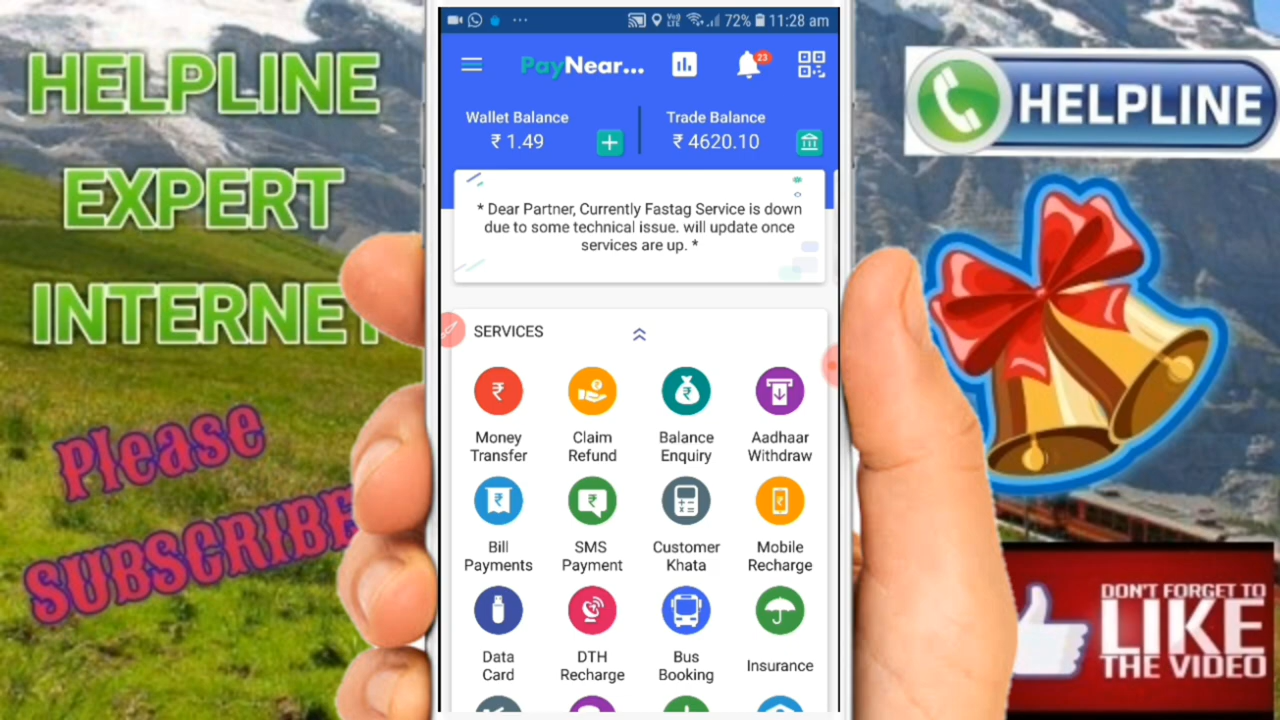 HELPLINE
EXPERT
INTERNET
Please
SUBSCRIBE
72% 11:28 am
PayNear...
23
Wallet Balance
₹ 1.49
Trade Balance
₹ 4620.10
* Dear Partner, Currently Fastag Service is down
due to some technical issue. will update once
services are up. *
SERVICES
Money
Transfer
Claim
Refund
Balance
Enquiry
Aadhaar
Withdraw
Bill
Payments
SMS
Payment
Customer
Khata
Mobile
Recharge
Data
Card
DTH
Recharge
Bus
Booking
Insurance
HELPLINE
DON'T FORGET TO
LIKE
THE VIDEO